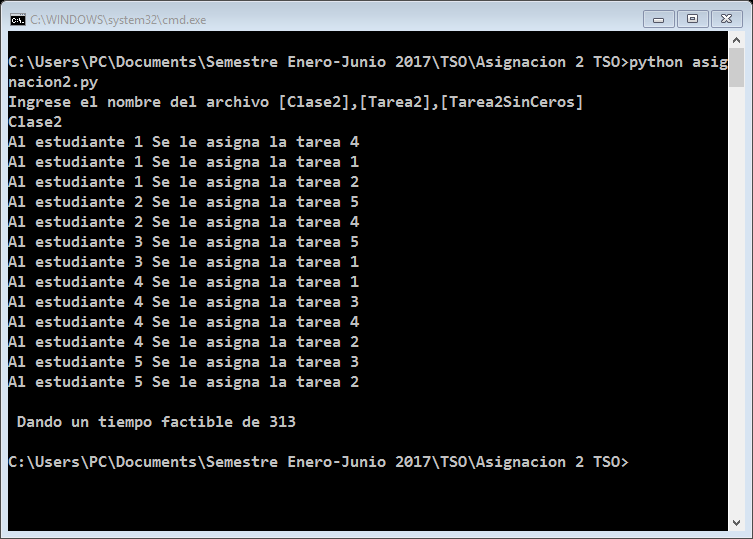 C:\WINDOWS\system32\cmd.exe
C:\Users\PC\Documents\Semestre Enero-Junio 2017\TSO\Asignacion 2 TSO>python asig
nacion2.py
Ingrese el nombre del archivo [Clase2],[Tarea2],[Tarea2SinCeros]
Clase2
Al estudiante 1 Se le asigna la tarea 4
Al estudiante 1 Se le asigna la tarea 1
Al estudiante 1 Se le asigna la tarea 2
Al estudiante 2 Se le asigna la tarea 5
Al estudiante 2 Se le asigna la tarea 4
Al estudiante 3 Se le asigna la tarea 5
Al estudiante 3 Se le asigna la tarea 1
Al estudiante 4 Se le asigna la tarea 1
Al estudiante 4 Se le asigna la tarea 3
Al estudiante 4 Se le asigna la tarea 4
Al estudiante 4 Se le asigna la tarea 2
Al estudiante 5 Se le asigna la tarea 3
Al estudiante 5 Se le asigna la tarea 2
Dando un tiempo factible de 313
C:\Users\PC\Documents\Semestre Enero-Junio 2017\TSO\Asignacion 2 TSO>